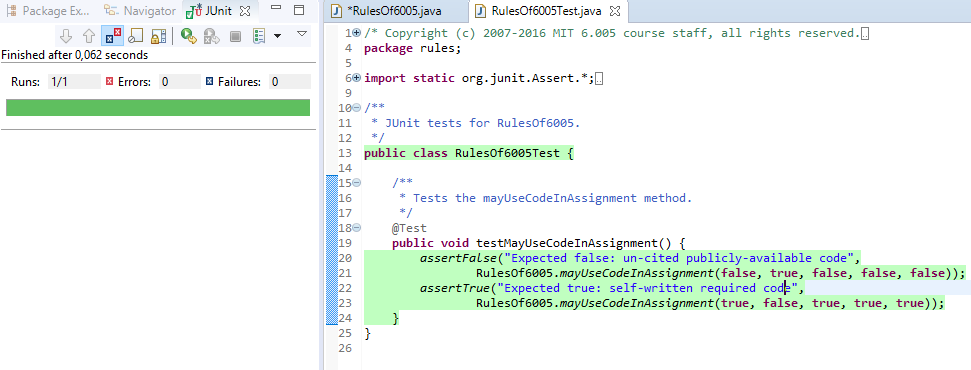 Package Ex...
Navigator
JUnit
Finished after 0,062 seconds
Runs: 1/1
Errors: 0
Failures: 0
*RulesOf6005.java
RulesOf6005Test.java
1 /* Copyright (c) 2007-2016 MIT 6.005 course staff, all rights reserved.
4 package rules;
5
6 import static org.junit.Assert.*;
9
10 /**
11  * JUnit tests for RulesOf6005.
12  */
13 public class RulesOf6005Test {
14
15     /**
16      * Tests the mayUseCodeInAssignment method.
17      */
18     @Test
19     public void testMayUseCodeInAssignment() {
20         assertFalse("Expected false: un-cited publicly-available code",
21                 RulesOf6005.mayUseCodeInAssignment(false, true, false, false, false));
22         assertTrue("Expected true: self-written required code",
23                 RulesOf6005.mayUseCodeInAssignment(true, false, true, true, true));
24     }
25 }
26